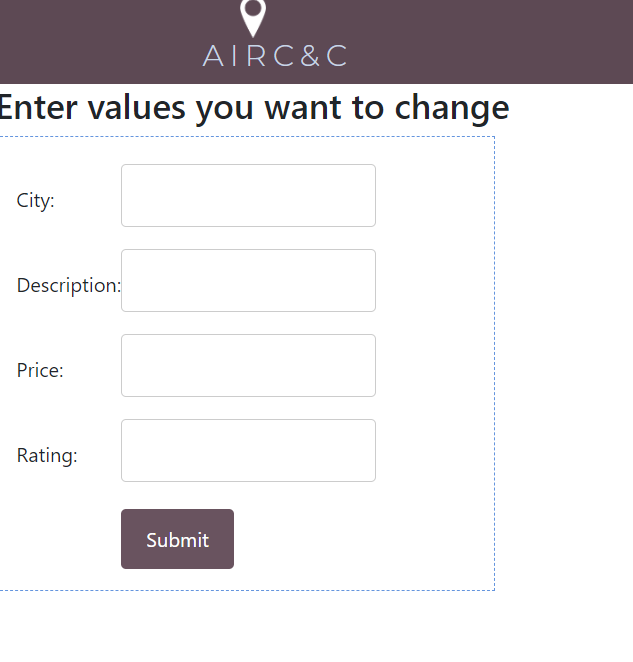 AIRC&C
Enter values you want to change
City:
Description:
Price:
Rating:
Submit